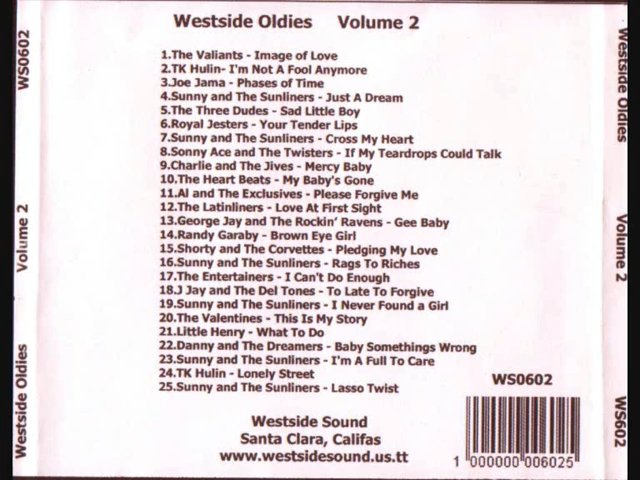 Westside Oldies Volume 2
1.The Valiants - Image of Love
2.TK Hulin- I'm Not A Fool Anymore
3.Joe Jama - Phases of Time
4.Sunny and The Sunliners - Just A Dream
5.The Three Dudes - Sad Little Boy
6.Royal Jesters - Your Tender Lips
7.Sunny and The Sunliners - Cross My Heart
8.Sonny Ace and The Twisters - If My Teardrops Could Talk
9.Charlie and The Jives - Mercy Baby
10.The Heart Beats - My Baby's Gone
11.Al and The Exclusives - Please Forgive Me
12.The Latinliners - Love At First Sight
13.George Jay and The Rockin' Ravens - Gee Baby
14.Randy Garaby - Brown Eye Girl
15.Shorty and The Corvettes - Pledging My Love
16.Sunny and The Sunliners - Rags To Riches
17.The Entertainers - I Can't Do Enough
18.J Jay and The Del Tones - To Late To Forgive
19.Sunny and The Sunliners - I Never Found a Girl
20.The Valentines - This Is My Story
21.Little Henry - What To Do
22.Danny and The Dreamers - Baby Somethings Wrong
23.Sunny and The Sunliners - I'm A Full To Care
24.TK Hulin - Lonely Street
25.Sunny and The Sunliners - Lasso Twist
Westside Sound
Santa Clara, Califas
www.westsidesound.us.tt
WS0602
1 000000 006025
Westside Oldies Volume 2 WS0602
Westside Oldies Volume 2 WS602